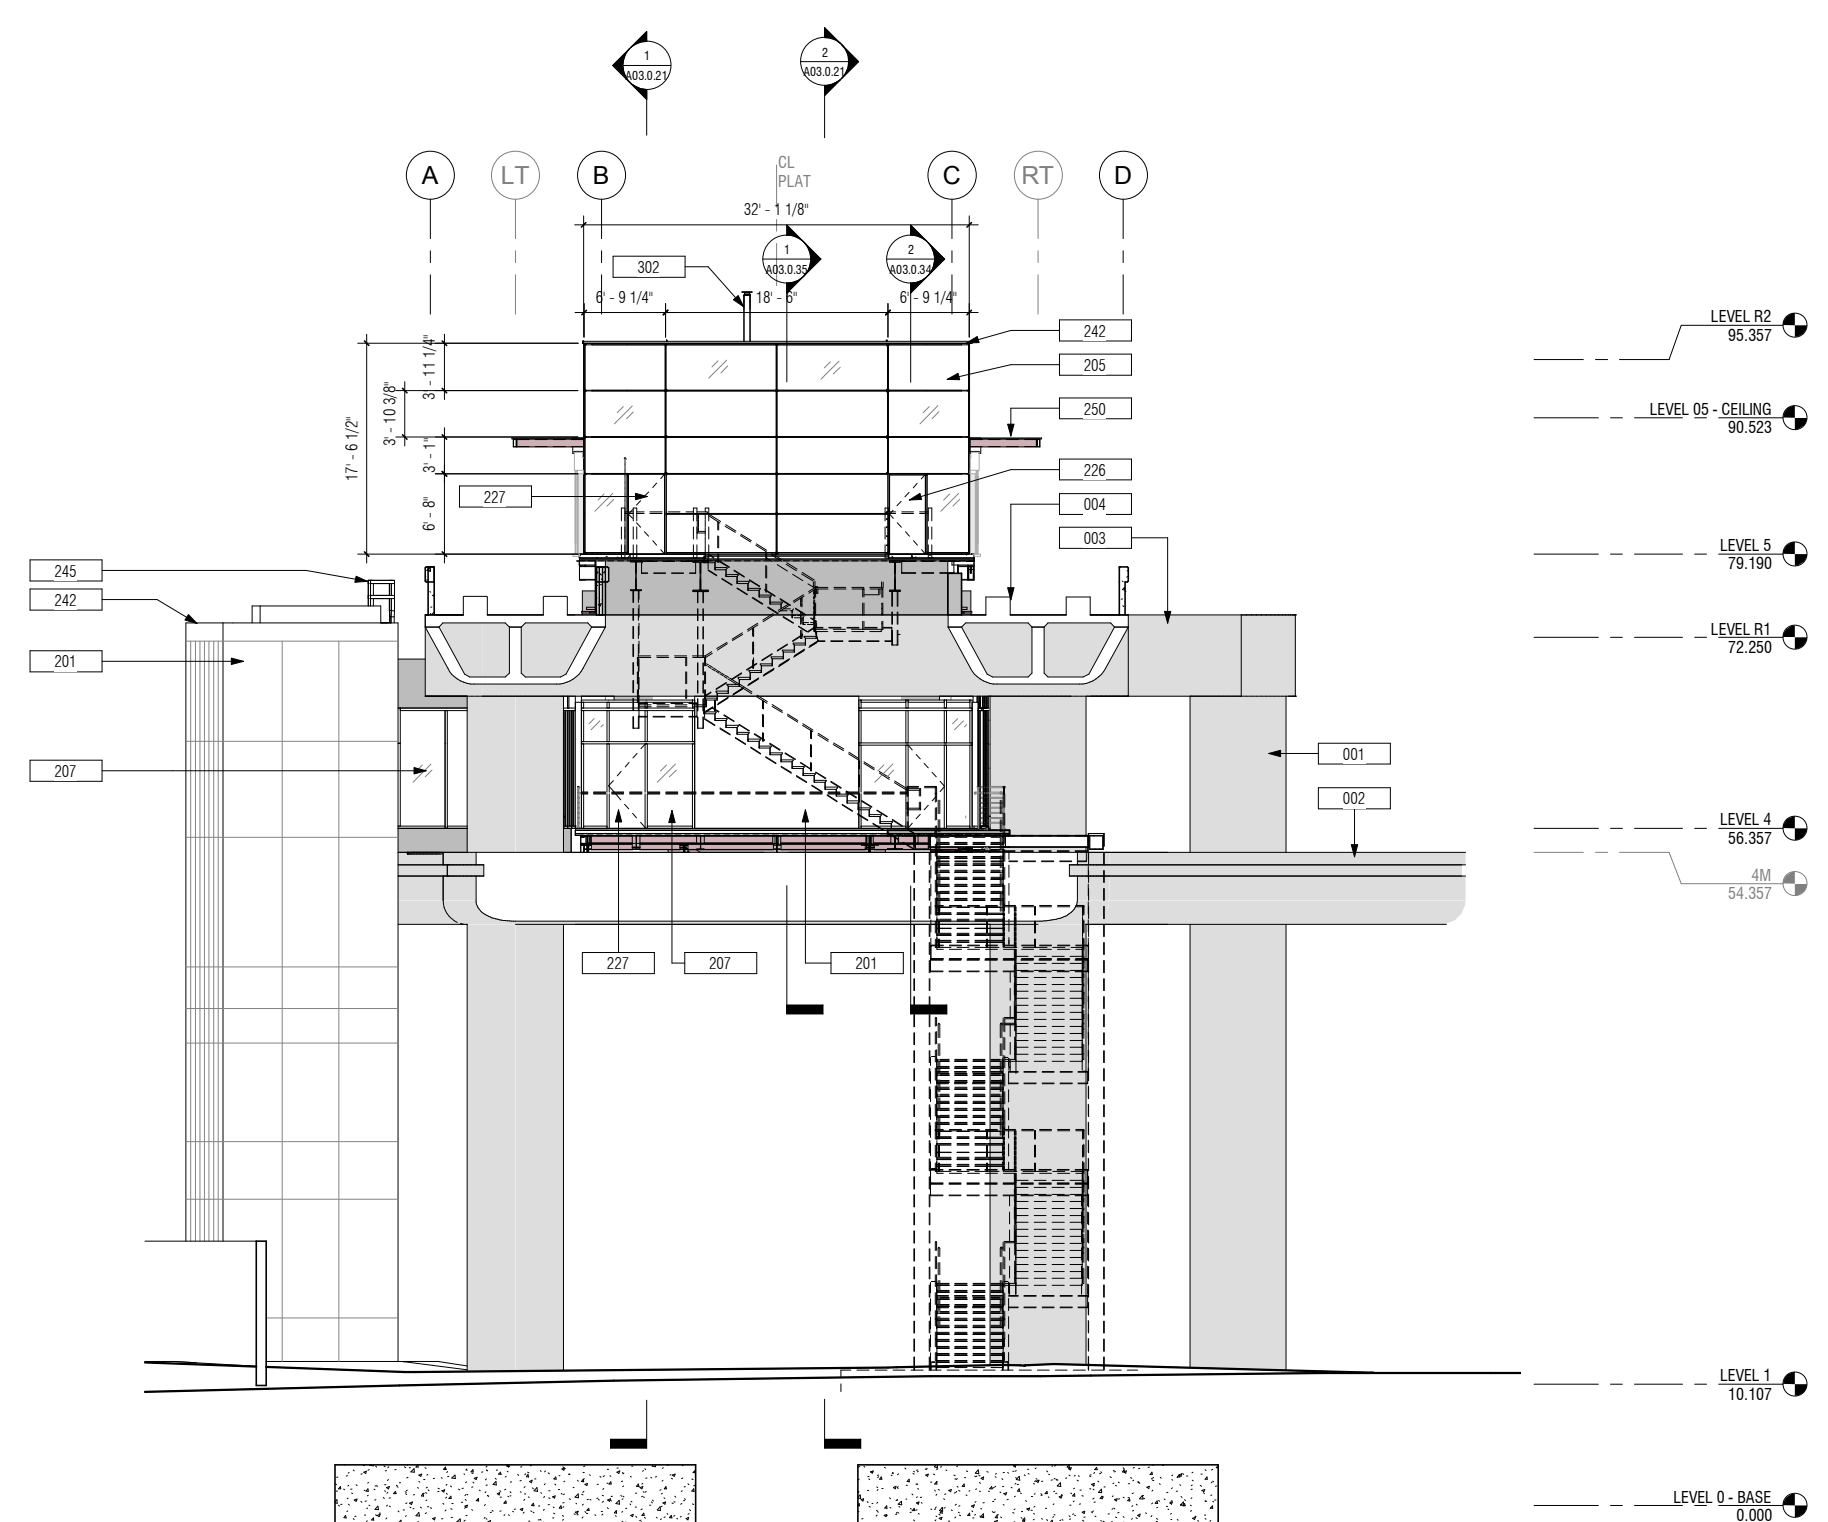 1
A03.0.21
2
A03.0.21
A
LT
B
CL
PLAT
C
RT
D
32' - 1 1/8"
1
A03.0.35
2
A03.0.34
302
6' - 9 1/4"
18' - 6"
6' - 9 1/4"
242
205
250
226
004
003
17' - 6 1/2"
3' - 11 1/4"
3' - 10 3/8"
3' - 1"
6' - 8"
227
245
242
201
207
001
002
227
207
201
LEVEL R2
95.357
LEVEL 05 - CEILING
90.523
LEVEL 5
79.190
LEVEL R1
72.250
LEVEL 4
56.357
4M
54.357
LEVEL 1
10.107
LEVEL 0 - BASE
0.000